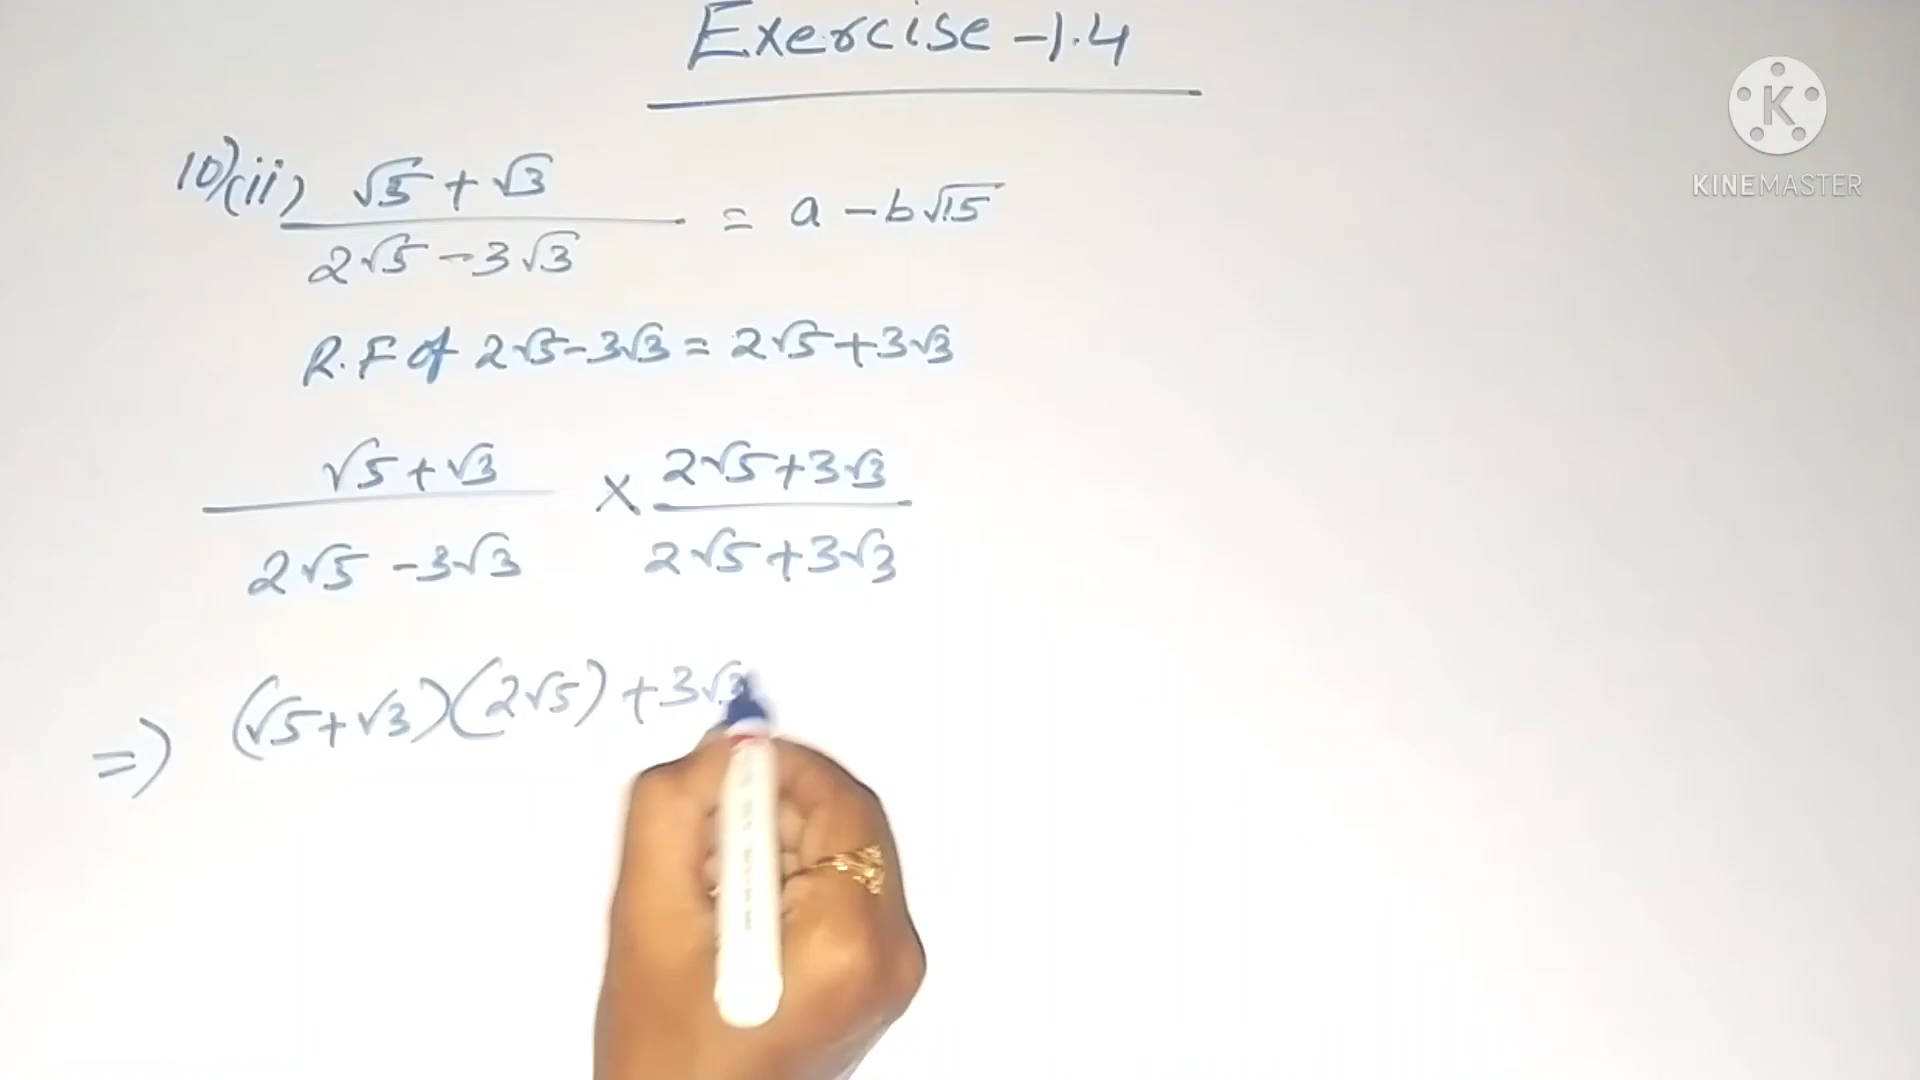 Exercise -1.4
KINEMASTER
10)(ii) √5 + √3 / 2√5 - 3√3 = a - b√15
R.F of 2√5 - 3√3 = 2√5 + 3√3
√5 + √3 / 2√5 - 3√3 × 2√5 + 3√3 / 2√5 + 3√3
=) (√5 + √3)(2√5) + 3√